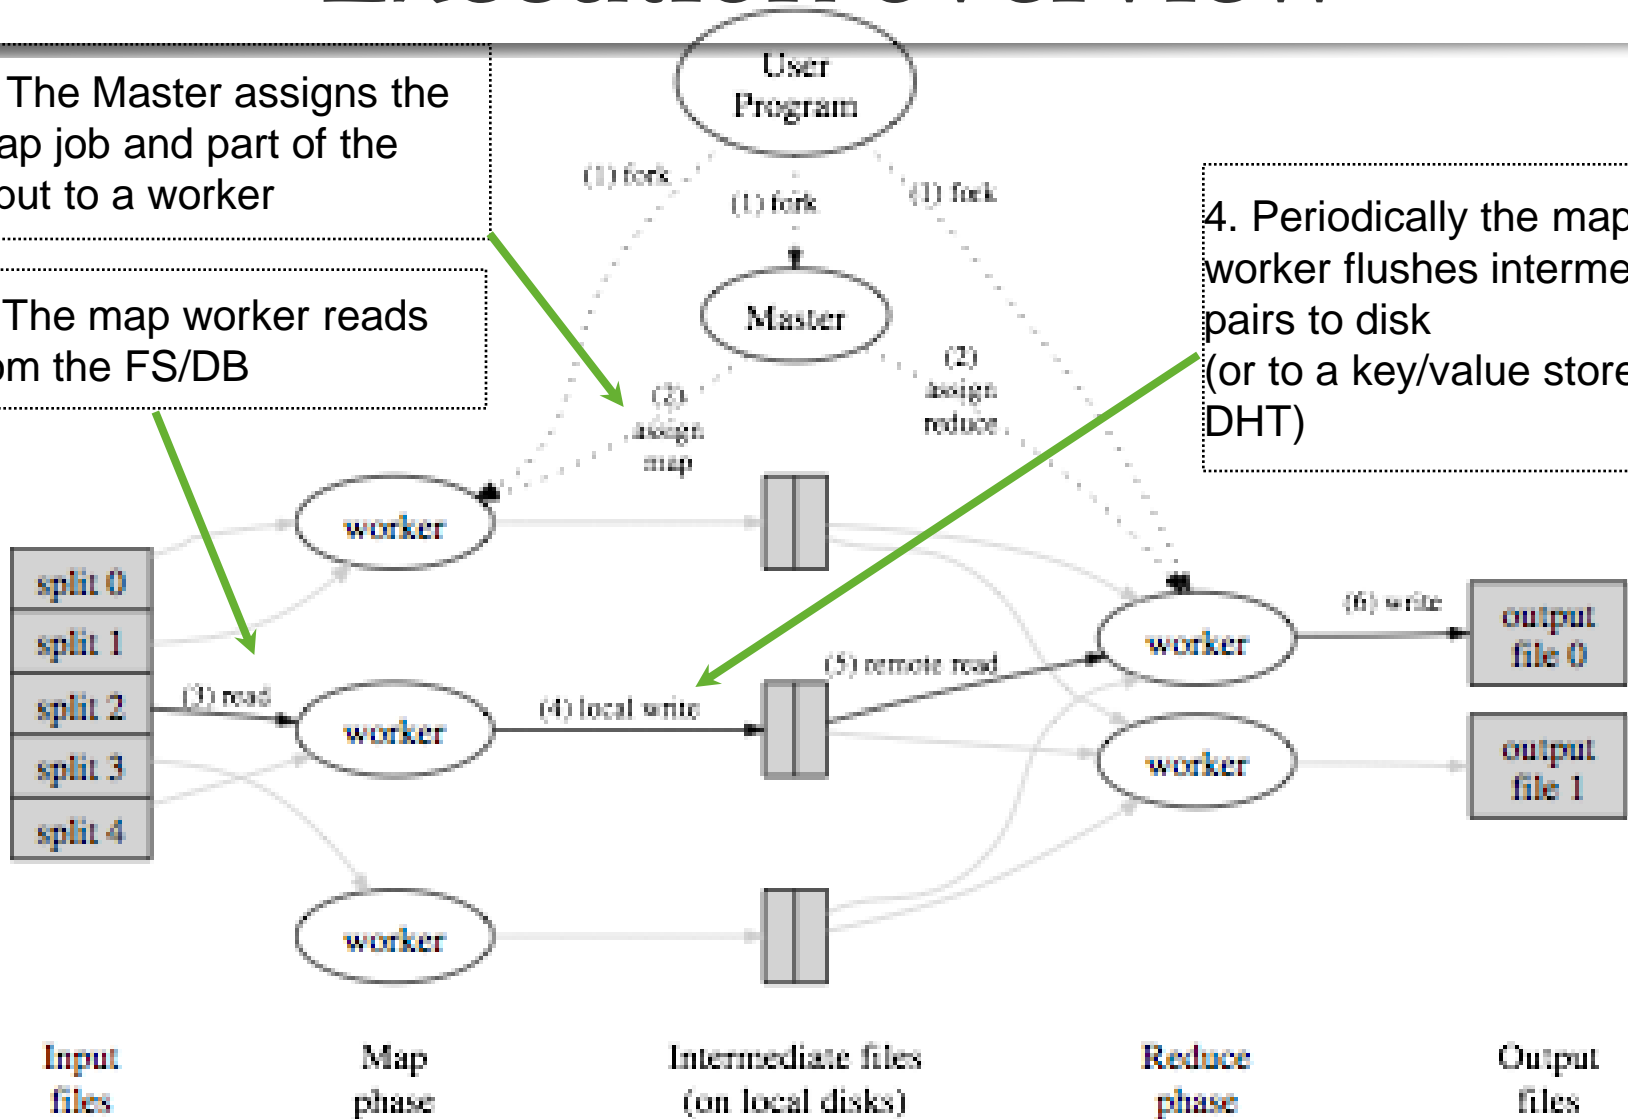 Execution overview
The Master assigns the
ap job and part of the
put to a worker
The map worker reads
om the FS/DB
4. Periodically the map
worker flushes interme
pairs to disk
(or to a key/value store
DHT)
User
Program
(1) fork
(1) fork
(1) fork
Master
(2)
assign
map
(2)
assign
reduce
worker
split 0
split 1
split 2
split 3
split 4
(3) read
worker
(4) local write
(5) remote read
worker
worker
worker
(6) write
output
file 0
output
file 1
Input
files
Map
phase
Intermediate files
(on local disks)
Reduce
phase
Output
files